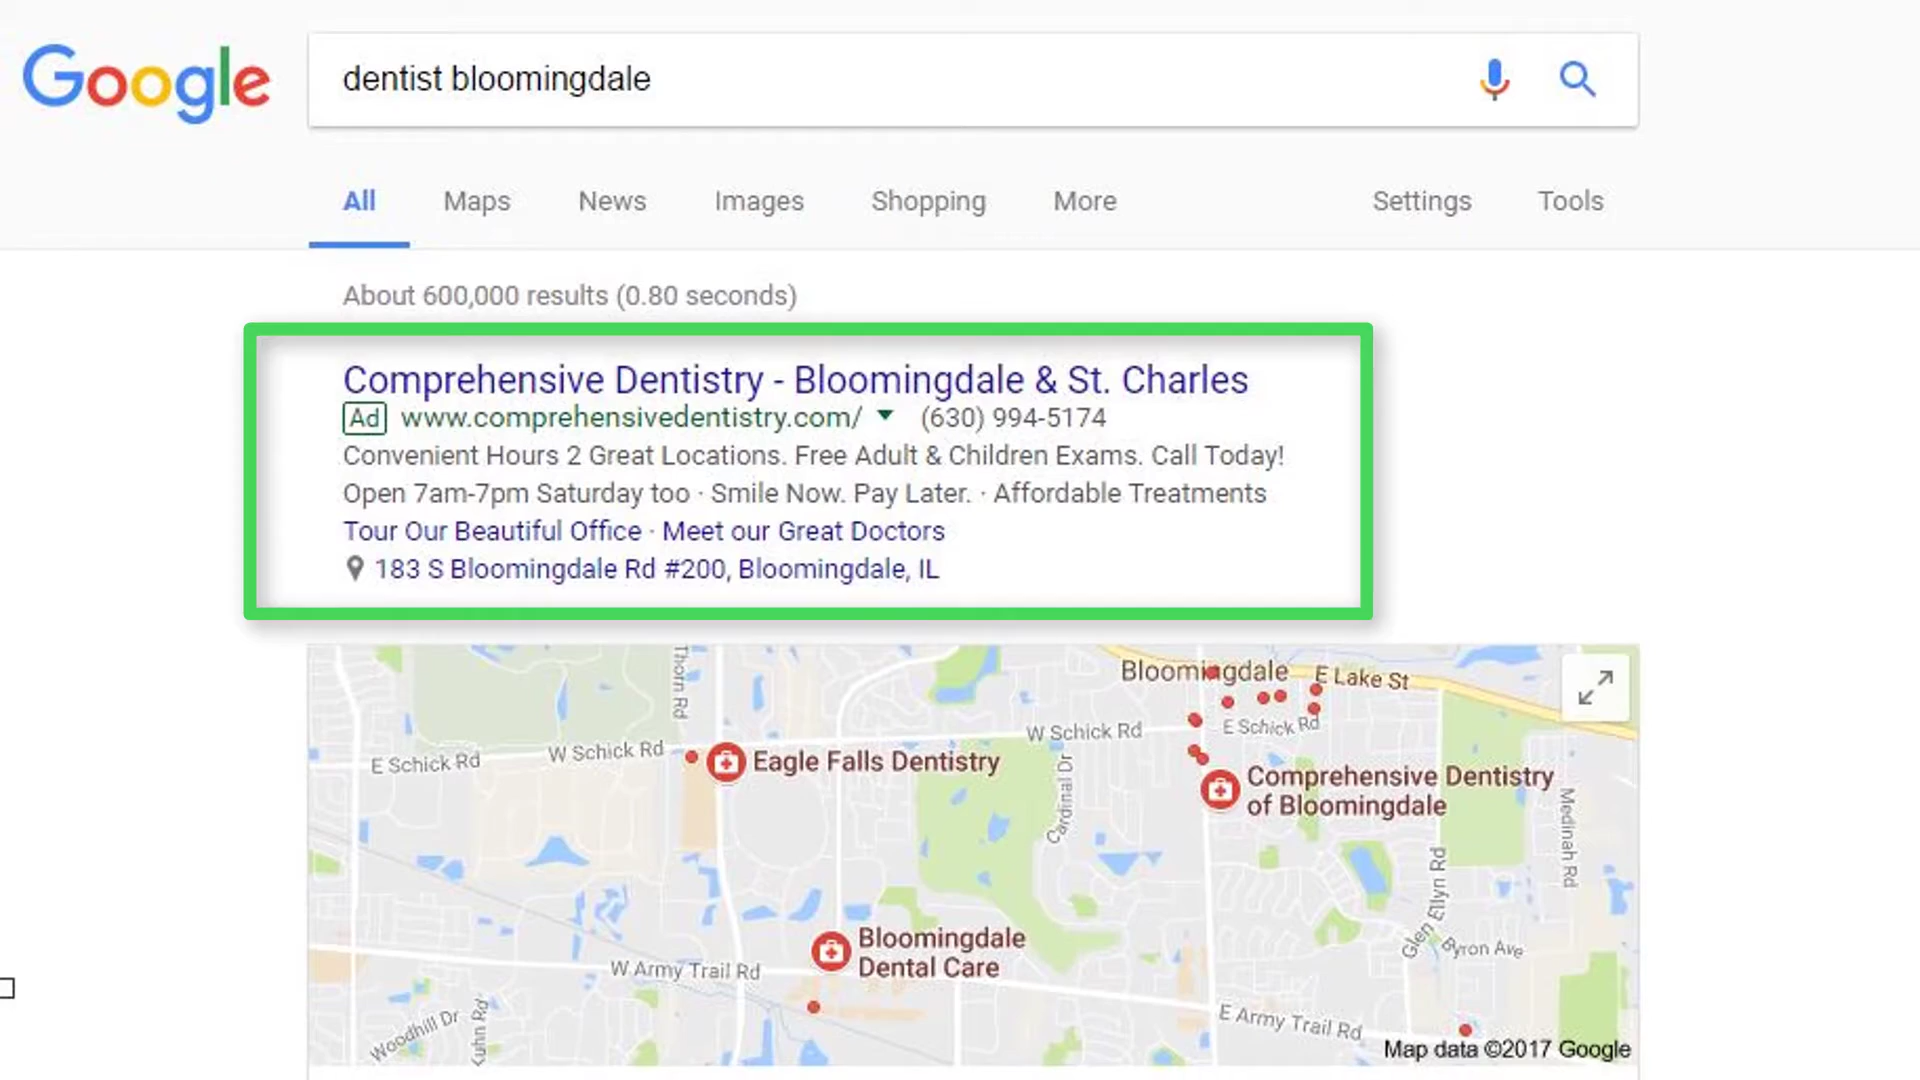 Google
dentist bloomingdale
All Maps News Images Shopping More Settings Tools
About 600,000 results (0.80 seconds)
Comprehensive Dentistry - Bloomingdale & St. Charles
Ad www.comprehensivedentistry.com/ (630) 994-5174
Convenient Hours 2 Great Locations. Free Adult & Children Exams. Call Today!
Open 7am-7pm Saturday too · Smile Now. Pay Later. · Affordable Treatments
Tour Our Beautiful Office · Meet our Great Doctors
183 S Bloomingdale Rd #200, Bloomingdale, IL
Thorn Rd
Bloomingdale
E Lake St
E Schick Rd
W Schick Rd
W Schick Rd
E Schick Rd
Eagle Falls Dentistry
Cardinal Dr
Comprehensive Dentistry
of Bloomingdale
Medinah Rd
Glen Ellyn Rd
Byron Ave
Bloomingdale
Dental Care
W Army Trail Rd
E Army Trail Rd
Woodhill Dr
Kuhn Rd
Map data ©2017 Google